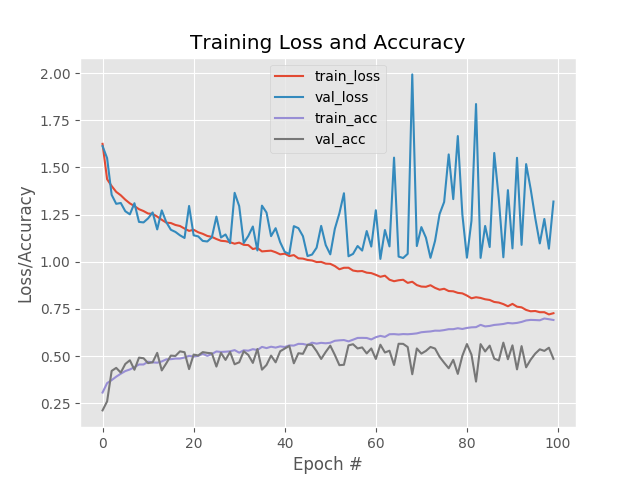 Training Loss and Accuracy
train_loss
val_loss
train_acc
val_acc
2.00
1.75
1.50
1.25
1.00
0.75
0.50
0.25
Loss/Accuracy
0 20 40 60 80 100
Epoch #